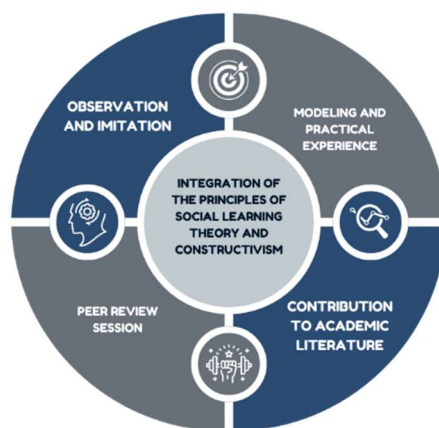 OBSERVATION
AND IMITATION
MODELING AND
PRACTICAL
EXPERIENCE
INTEGRATION OF
THE PRINCIPLES OF
SOCIAL LEARNING
THEORY AND
CONSTRUCTIVISM
PEER REVIEW
SESSION
CONTRIBUTION
TO ACADEMIC
LITERATURE